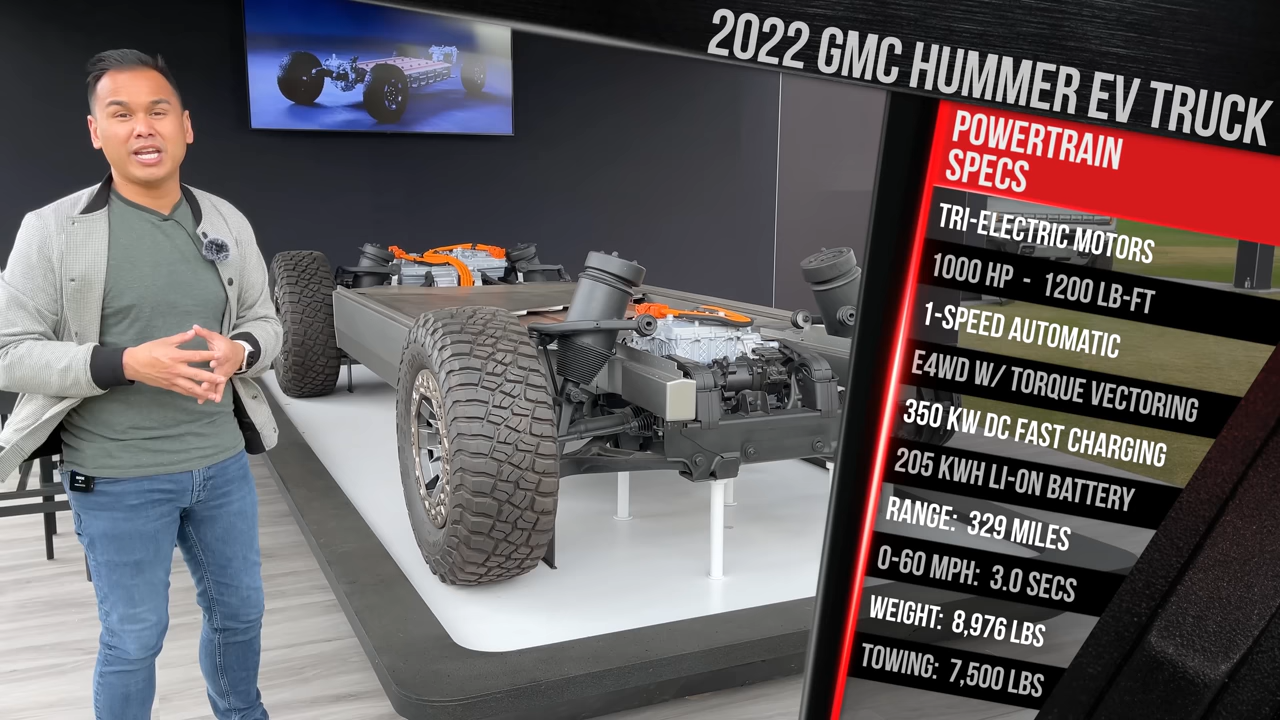 2022 GMC HUMMER EV TRUCK
POWERTRAIN
SPECS
TRI-ELECTRIC MOTORS
1000 HP - 1200 LB-FT
1-SPEED AUTOMATIC
E4WD W/ TORQUE VECTORING
350 KW DC FAST CHARGING
205 KWH LI-ON BATTERY
RANGE: 329 MILES
0-60 MPH: 3.0 SECS
WEIGHT: 8,976 LBS
TOWING: 7,500 LBS